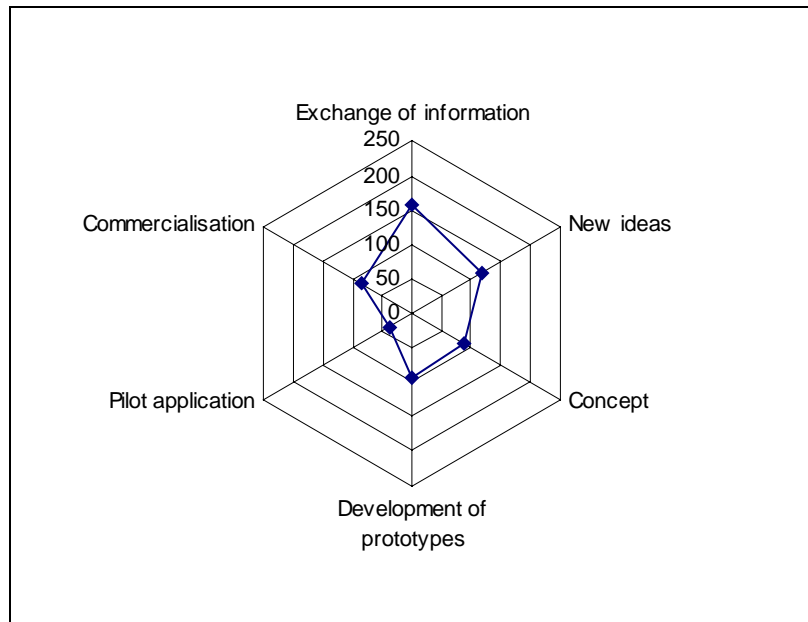 Exchange of information
250
200
150
100
50
0
Commercialisation
New ideas
Pilot application
Concept
Development of
prototypes